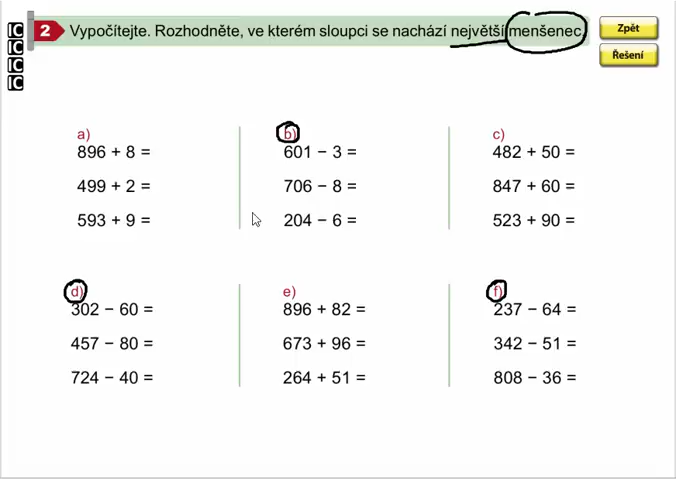 2 Vypočítejte. Rozhodněte, ve kterém sloupci se nachází největší menšenec.
Zpět
Řešení
a)
896 + 8 =
499 + 2 =
593 + 9 =
b)
601 − 3 =
706 − 8 =
204 − 6 =
c)
482 + 50 =
847 + 60 =
523 + 90 =
d)
302 − 60 =
457 − 80 =
724 − 40 =
e)
896 + 82 =
673 + 96 =
264 + 51 =
f)
237 − 64 =
342 − 51 =
808 − 36 =